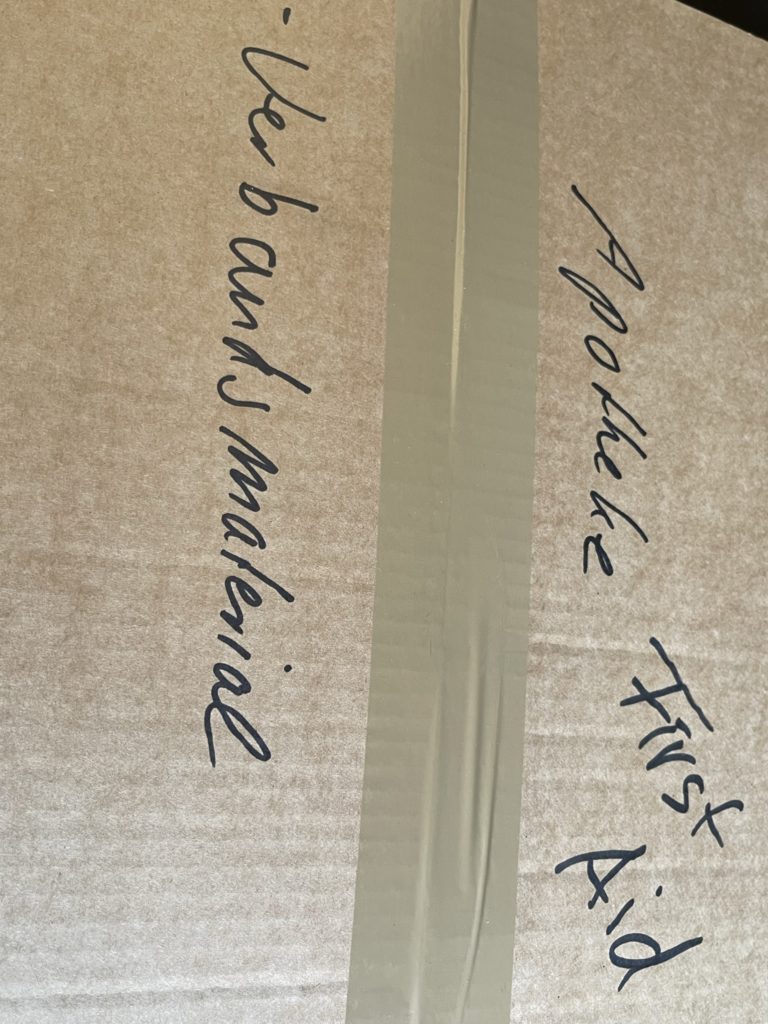 Apotheke First Aid
- Verbandsmaterial